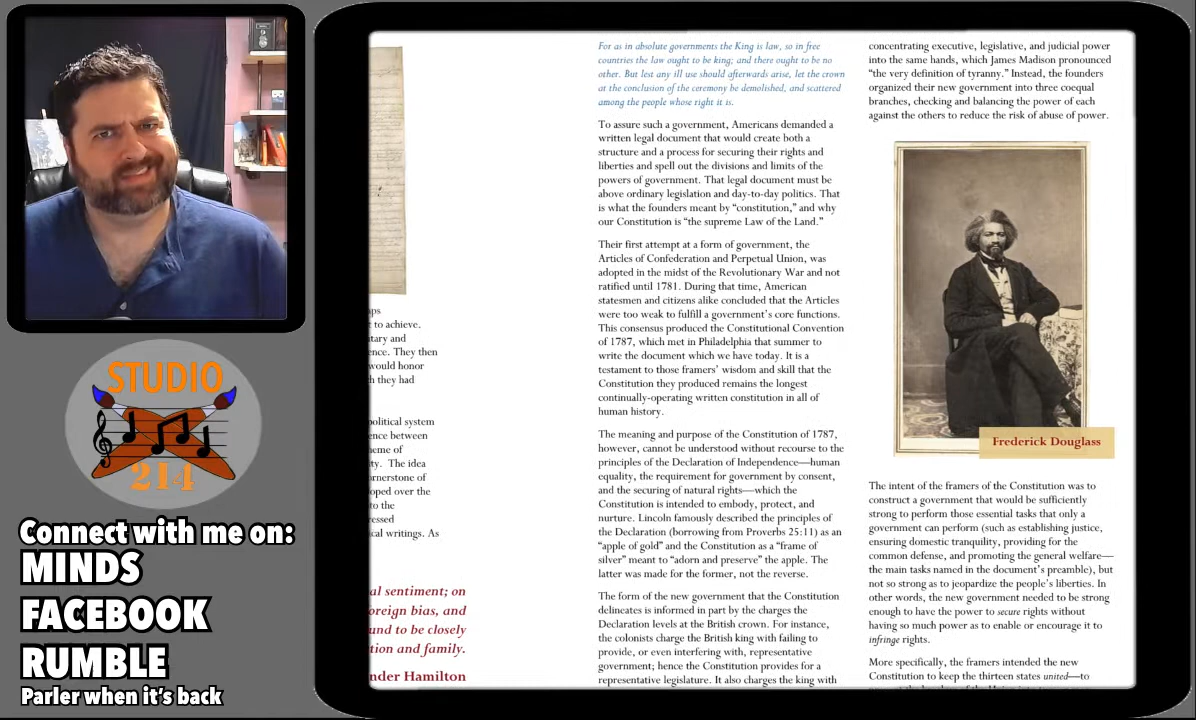 STUDIO
214
Connect with me on:
MINDS
FACEBOOK
RUMBLE
Parler when it's back
t to achieve.
ence. They then
would honor
h they had
political system
ence between
eme of
ity. The idea
ornerstone of
oped over the
to the
ressed
ical writings. As
al sentiment; on
oreign bias, and
und to be closely
tion and family.
nder Hamilton
For as in absolute governments the King is law, so in free
countries the law ought to be king; and there ought to be no
other. But lest any ill use should afterwards arise, let the crown
at the conclusion of the ceremony be demolished, and scattered
among the people whose right it is.
To assure such a government, Americans demanded a
written legal document that would create both a
structure and a process for securing their rights and
liberties and spell out the divisions and limits of the
powers of government. That legal document must be
above ordinary legislation and day-to-day politics. That
is what the founders meant by “constitution,” and why
our Constitution is “the supreme Law of the Land.”
Their first attempt at a form of government, the
Articles of Confederation and Perpetual Union, was
adopted in the midst of the Revolutionary War and not
ratified until 1781. During that time, American
statesmen and citizens alike concluded that the Articles
were too weak to fulfill a government’s core functions.
This consensus produced the Constitutional Convention
of 1787, which met in Philadelphia that summer to
write the document which we have today. It is a
testament to those framers’ wisdom and skill that the
Constitution they produced remains the longest
continually-operating written constitution in all of
human history.
The meaning and purpose of the Constitution of 1787,
however, cannot be understood without recourse to the
principles of the Declaration of Independence—human
equality, the requirement for government by consent,
and the securing of natural rights—which the
Constitution is intended to embody, protect, and
nurture. Lincoln famously described the principles of
the Declaration (borrowing from Proverbs 25:11) as an
“apple of gold” and the Constitution as a “frame of
silver” meant to “adorn and preserve” the apple. The
latter was made for the former, not the reverse.
The form of the new government that the Constitution
delineates is informed in part by the charges the
Declaration levels at the British crown. For instance,
the colonists charge the British king with failing to
provide, or even interfering with, representative
government; hence the Constitution provides for a
representative legislature. It also charges the king with
concentrating executive, legislative, and judicial power
into the same hands, which James Madison pronounced
“the very definition of tyranny.” Instead, the founders
organized their new government into three coequal
branches, checking and balancing the power of each
against the others to reduce the risk of abuse of power.
Frederick Douglass
The intent of the framers of the Constitution was to
construct a government that would be sufficiently
strong to perform those essential tasks that only a
government can perform (such as establishing justice,
ensuring domestic tranquility, providing for the
common defense, and promoting the general welfare—
the main tasks named in the document’s preamble), but
not so strong as to jeopardize the people’s liberties. In
other words, the new government needed to be strong
enough to have the power to secure rights without
having so much power as to enable or encourage it to
infringe rights.
More specifically, the framers intended the new
Constitution to keep the thirteen states united—to